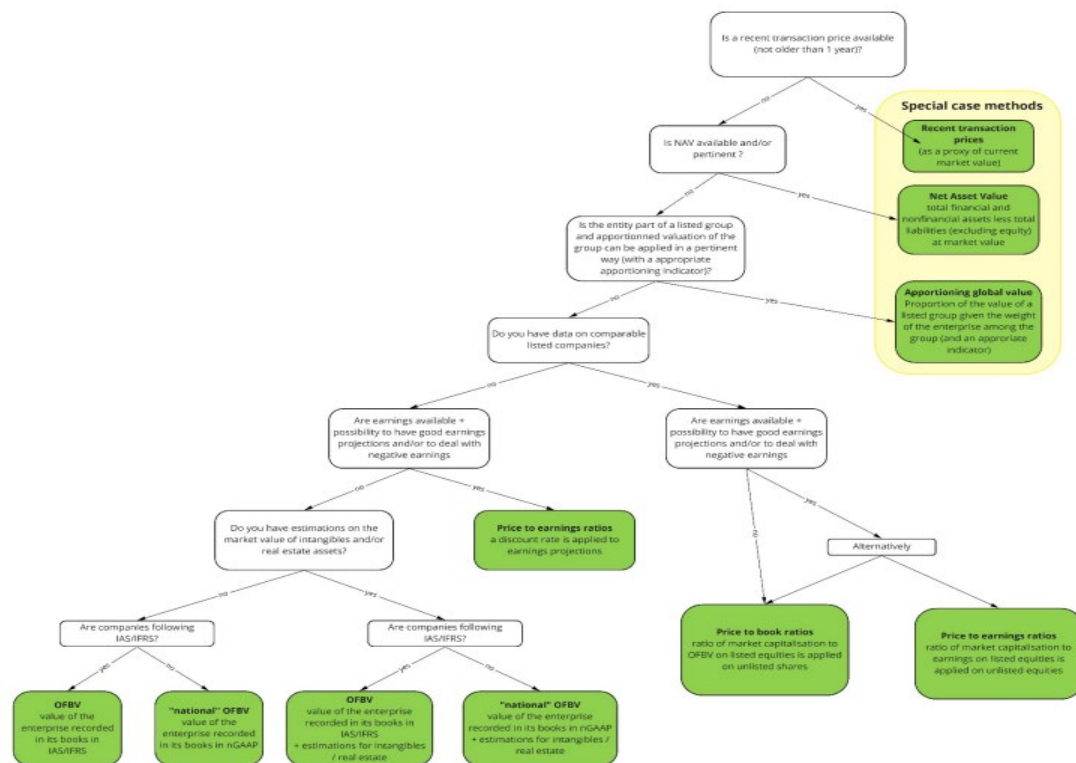 Is a recent transaction price available
(not older than 1 year)?
no
yes
Special case methods
Recent transaction
prices
(as a proxy of current
market value)
Is NAV available and/or
pertinent ?
no
yes
Net Asset Value
total financial and
nonfinancial assets less total
liabilities (excluding equity)
at market value
Is the entity part of a listed group
and apportionned valuation of the
group can be applied in a pertinent
way (with a appropriate
apportioning indicator)?
no
yes
Apportioning global value
Proportion of the value of a
listed group given the weight
of the enterprise among the
group (and an approriate
indicator)
Do you have data on comparable
listed companies?
no
yes
Are earnings available +
possibility to have good earnings
projections and/or to deal with
negative earnings
Are earnings available +
possibility to have good earnings
projections and/or to deal with
negative earnings
no
yes
no
yes
Do you have estimations on the
market value of intangibles and/or
real estate assets?
Price to earnings ratios
a discount rate is applied to
earnings projections
Alternatively
no
yes
Are companies following
IAS/IFRS?
Are companies following
IAS/IFRS?
Price to book ratios
ratio of market capitalisation to
OFBV on listed equities is applied
on unlisted shares
Price to earnings ratios
ratio of market capitalisation to
earnings on listed equities is
applied on unlisted equities
yes
no
yes
no
OFBV
value of the
enterprise recorded
in its books in
IAS/IFRS
"national" OFBV
value of the
enterprise recorded
in its books in nGAAP
OFBV
value of the enterprise
recorded in its books in
IAS/IFRS
+ estimations for intangibles
/ real estate
"national" OFBV
value of the enterprise
recorded in its books in nGAAP
+ estimations for intangibles /
real estate